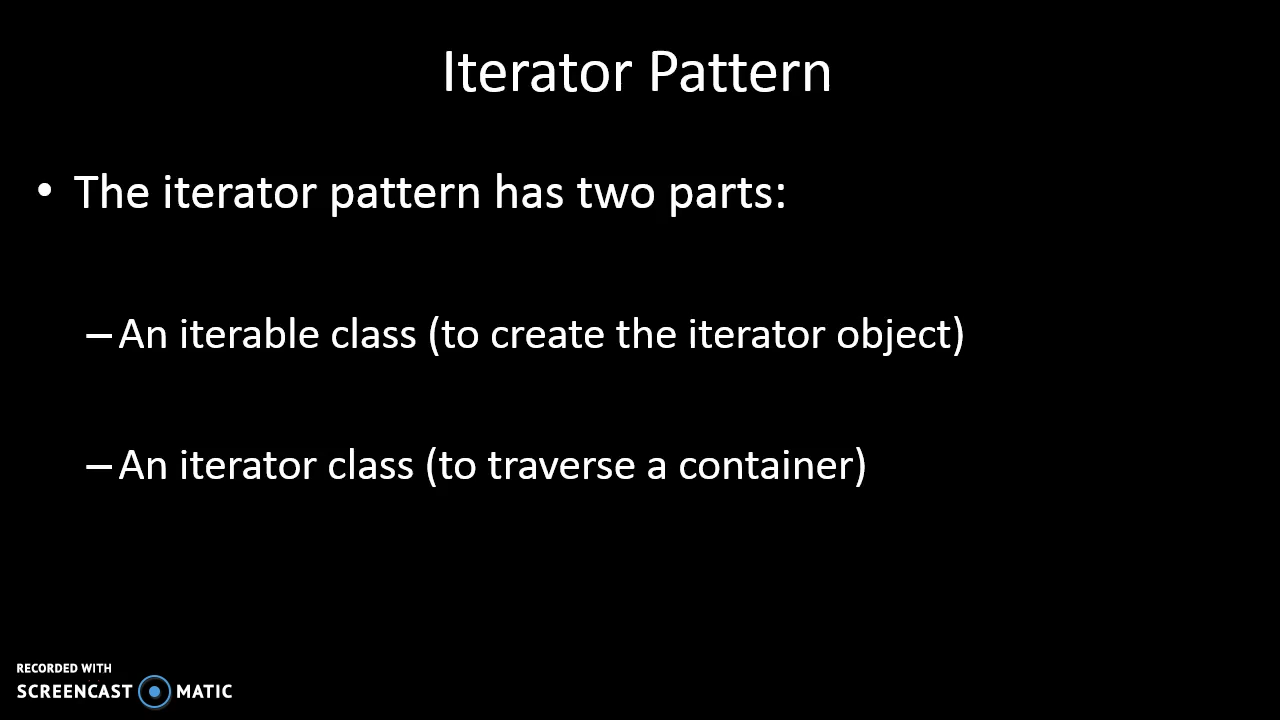 Iterator Pattern
• The iterator pattern has two parts:
– An iterable class (to create the iterator object)
– An iterator class (to traverse a container)
RECORDED WITH
SCREENCAST MATIC